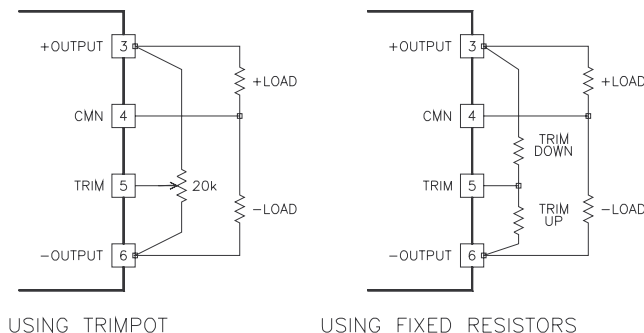 +OUTPUT 3
+LOAD
CMN 4
TRIM 5
20k
-LOAD
-OUTPUT 6
USING TRIMPOT
+OUTPUT 3
+LOAD
CMN 4
TRIM
DOWN
TRIM 5
TRIM
UP
-LOAD
-OUTPUT 6
USING FIXED RESISTORS